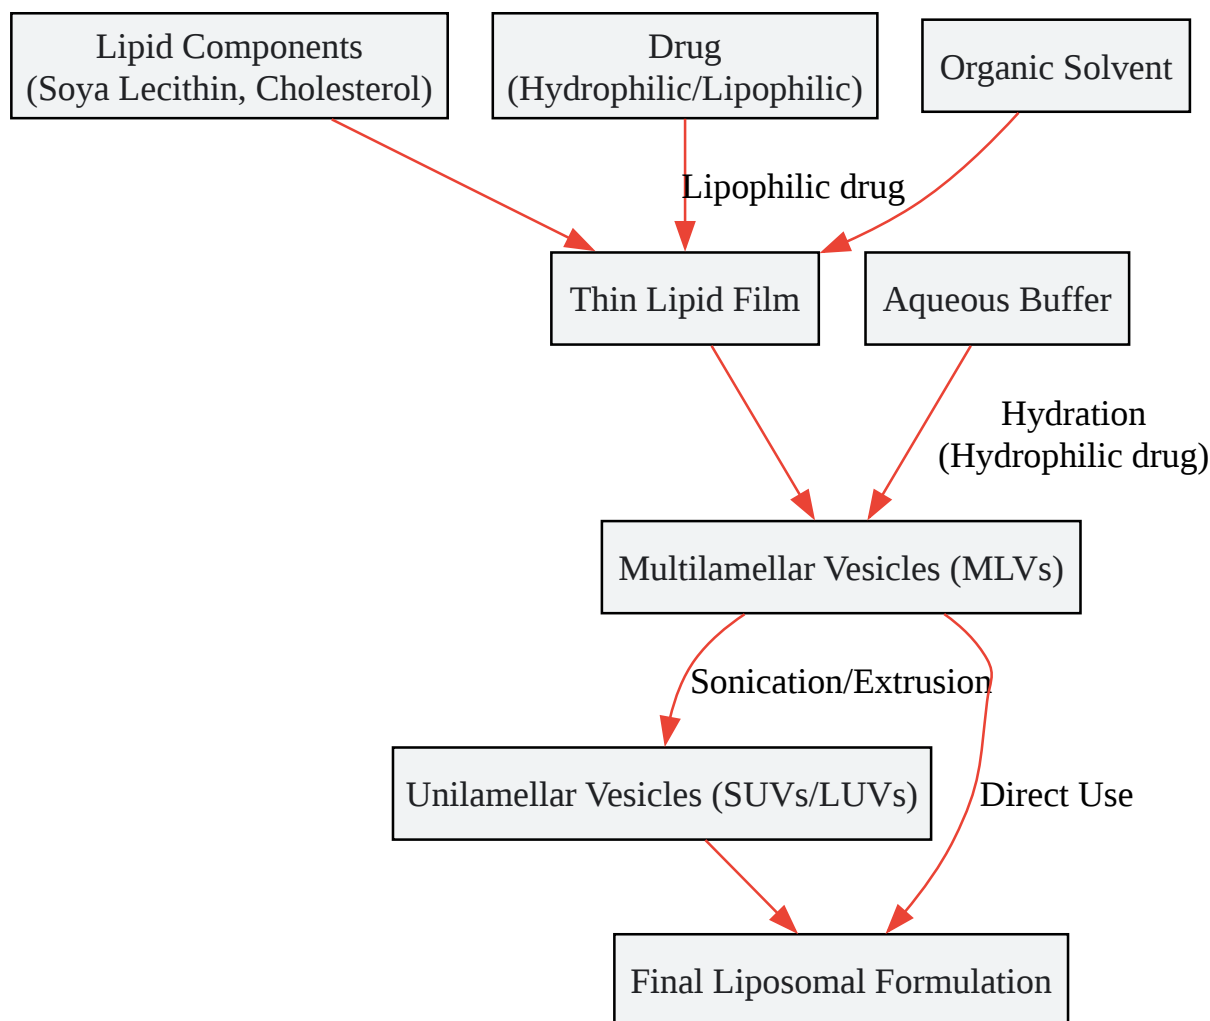 Lipid Components
(Soya Lecithin, Cholesterol)
Drug
(Hydrophilic/Lipophilic)
Organic Solvent
Lipophilic drug
Thin Lipid Film
Aqueous Buffer
Hydration
(Hydrophilic drug)
Multilamellar Vesicles (MLVs)
Sonication/Extrusion
Unilamellar Vesicles (SUVs/LUVs)
Direct Use
Final Liposomal Formulation